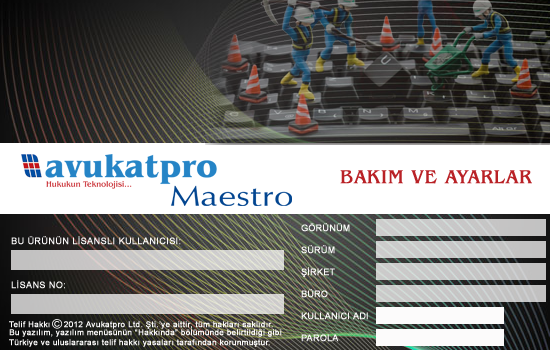 avukatpro
Hukukun Teknolojisi...
Maestro
BAKIM VE AYARLAR
BU ÜRÜNÜN LİSANSLI KULLANICISI:
LİSANS NO:
Telif Hakkı © 2012 Avukatpro Ltd. Şti.'ye aittir, tüm hakları saklıdır.
Bu yazılım, yazılım menüsünün "Hakkında" bölümünde belirtildiği gibi
Türkiye ve uluslararası telif hakkı yasaları tarafından korunmuştur.
GÖRÜNÜM
SÜRÜM
ŞİRKET
BÜRO
KULLANICI ADI
PAROLA